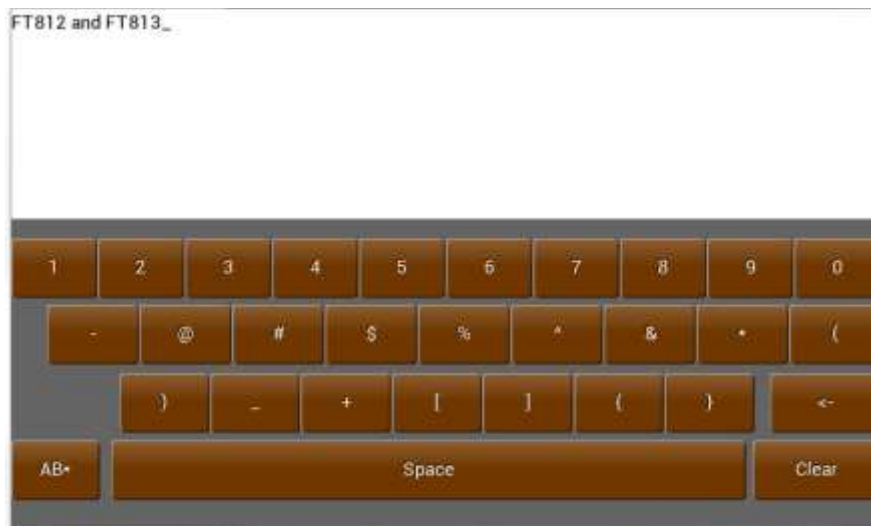 FT812 and FT813_
1 2 3 4 5 6 7 8 9 0
- @ # $ % ^ & * (
) _ + [ ] { } <-
AB* Space Clear